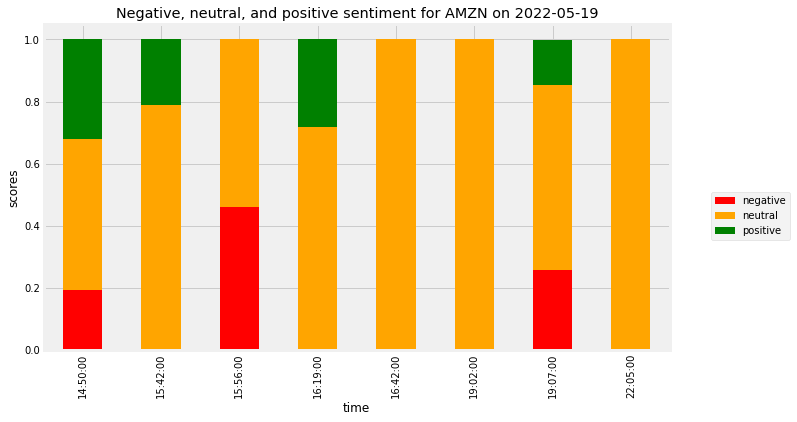 Negative, neutral, and positive sentiment for AMZN on 2022-05-19
1.0
0.8
0.6
0.4
0.2
0.0
scores
14:50:00
15:42:00
15:56:00
16:19:00
16:42:00
19:02:00
19:07:00
22:05:00
time
negative
neutral
positive